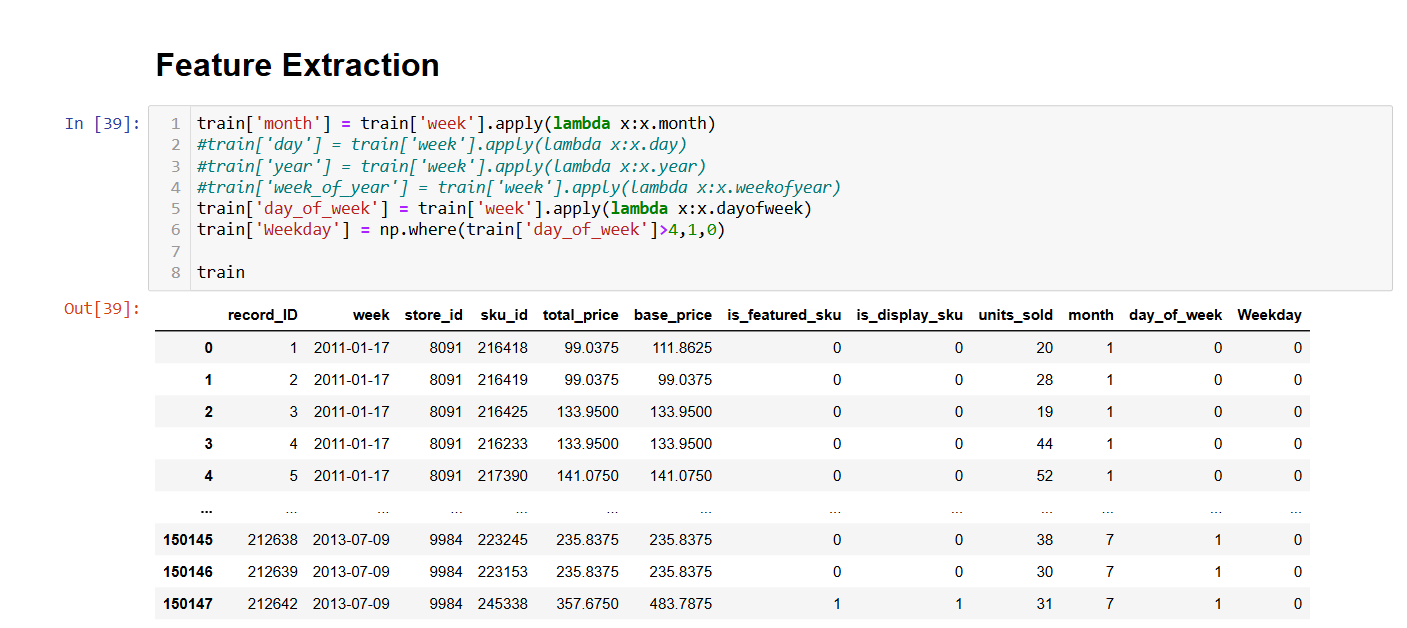 Feature Extraction
In [39]:
1 train['month'] = train['week'].apply(lambda x:x.month)
2 #train['day'] = train['week'].apply(lambda x:x.day)
3 #train['year'] = train['week'].apply(lambda x:x.year)
4 #train['week_of_year'] = train['week'].apply(lambda x:x.weekofyear)
5 train['day_of_week'] = train['week'].apply(lambda x:x.dayofweek)
6 train['Weekday'] = np.where(train['day_of_week']>4,1,0)
7
8 train
Out[39]:
record_ID week store_id sku_id total_price base_price is_featured_sku is_display_sku units_sold month day_of_week Weekday
0 1 2011-01-17 8091 216418 99.0375 111.8625 0 0 20 1 0 0
1 2 2011-01-17 8091 216419 99.0375 99.0375 0 0 28 1 0 0
2 3 2011-01-17 8091 216425 133.9500 133.9500 0 0 19 1 0 0
3 4 2011-01-17 8091 216233 133.9500 133.9500 0 0 44 1 0 0
4 5 2011-01-17 8091 217390 141.0750 141.0750 0 0 52 1 0 0
... ... ... ... ... ... ... ... ... ... ... ... ...
150145 212638 2013-07-09 9984 223245 235.8375 235.8375 0 0 38 7 1 0
150146 212639 2013-07-09 9984 223153 235.8375 235.8375 0 0 30 7 1 0
150147 212642 2013-07-09 9984 245338 357.6750 483.7875 1 1 31 7 1 0